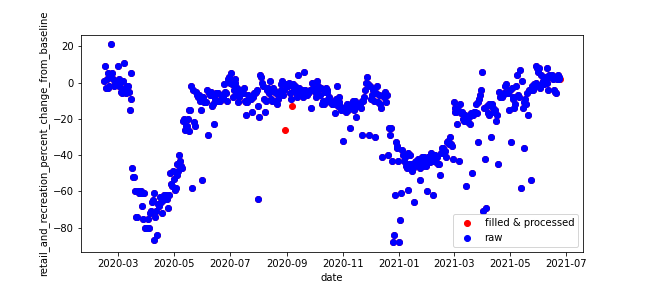 retail_and_recreation_percent_change_from_baseline
20
0
−20
−40
−60
−80
2020-03 2020-05 2020-07 2020-09 2020-11 2021-01 2021-03 2021-05 2021-07
date
filled & processed
raw